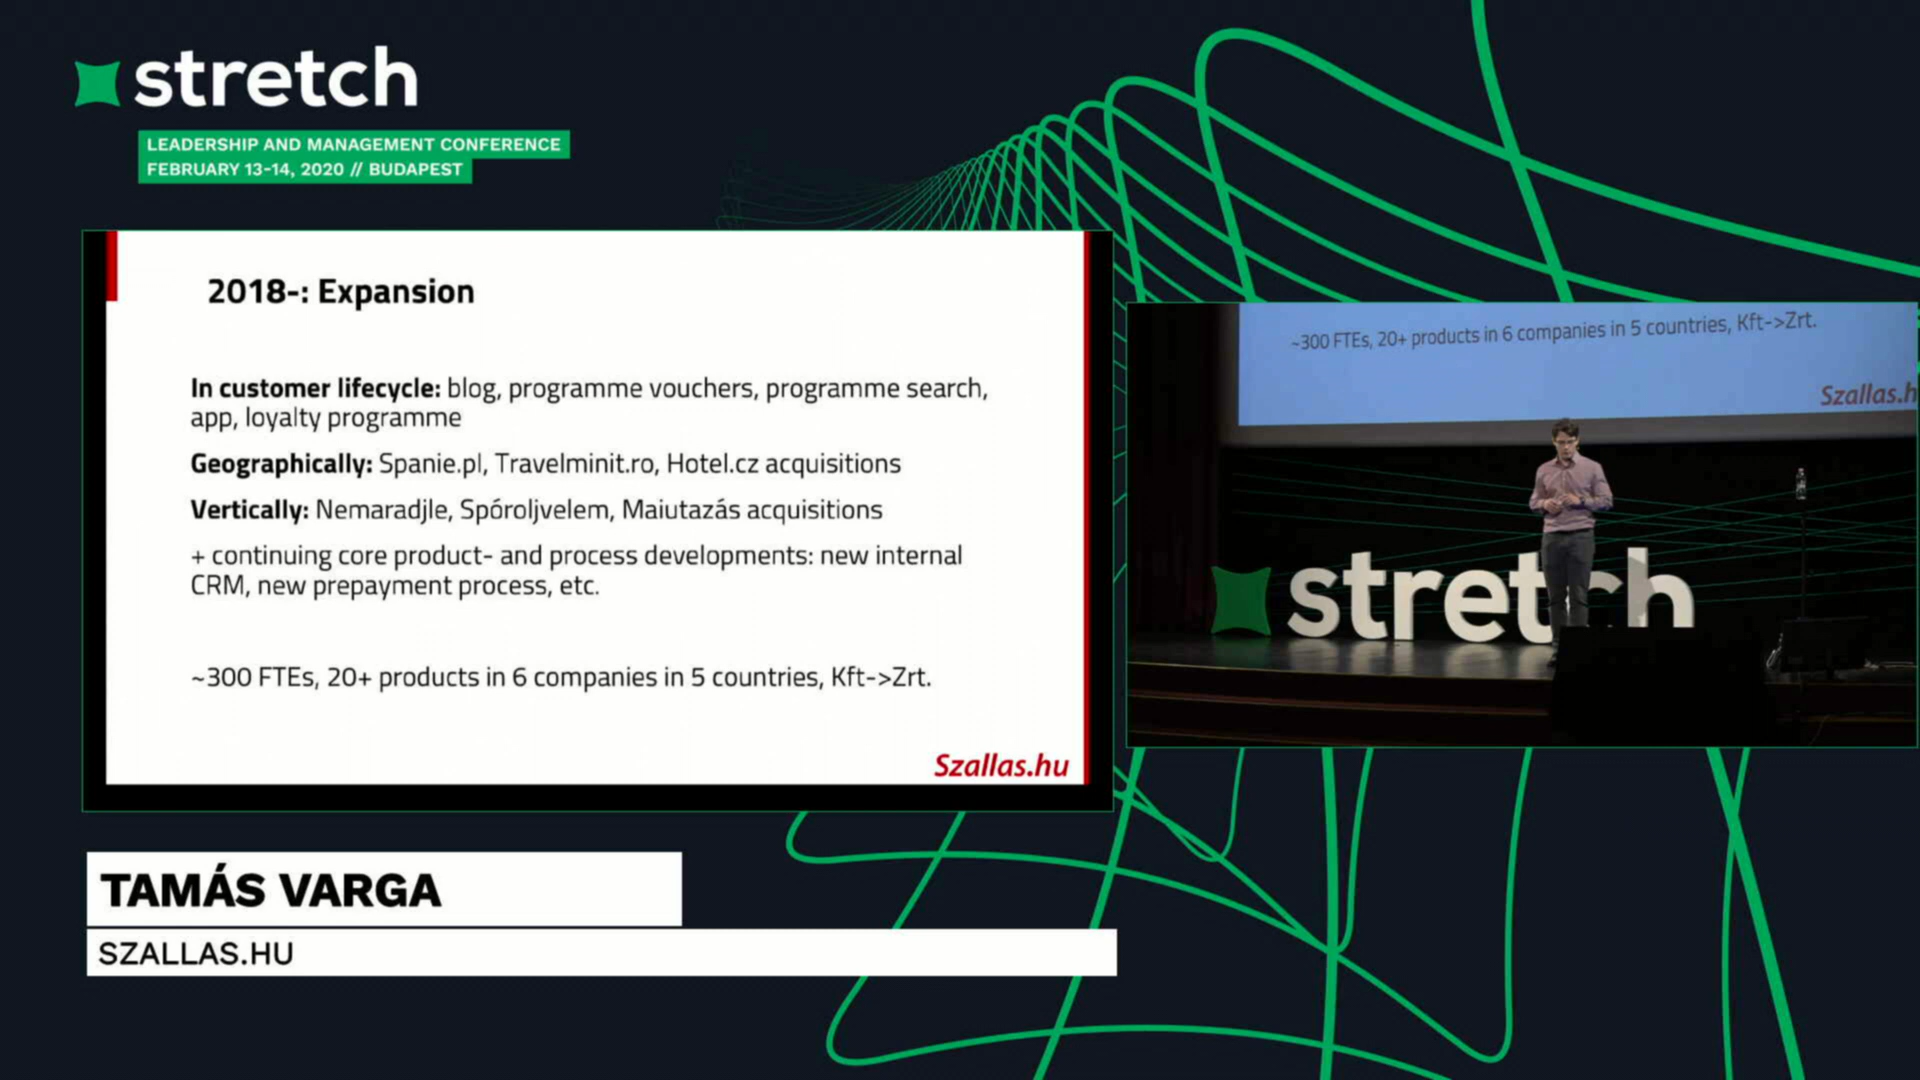 stretch
LEADERSHIP AND MANAGEMENT CONFERENCE
FEBRUARY 13-14, 2020 // BUDAPEST
2018-: Expansion
In customer lifecycle: blog, programme vouchers, programme search,
app, loyalty programme
Geographically: Spanie.pl, Travelminit.ro, Hotel.cz acquisitions
Vertically: Nemaradjle, Spóroljvelem, Maiutazás acquisitions
+ continuing core product- and process developments: new internal
CRM, new prepayment process, etc.
~300 FTEs, 20+ products in 6 companies in 5 countries, Kft->Zrt.
Szallas.hu
~300 FTEs, 20+ products in 6 companies in 5 countries, Kft->Zrt.
Szallas.h
stretch
TAMÁS VARGA
SZALLAS.HU